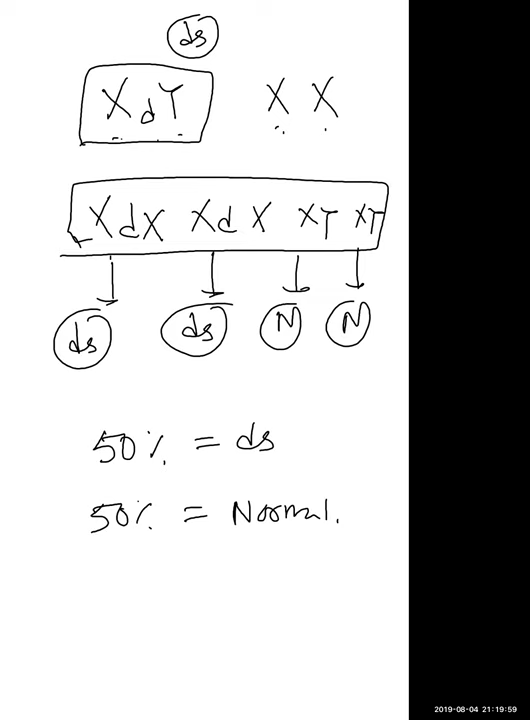 ds
XdY X X
XdX XdX XY XY
ds ds N N
50% = ds
50% = Normal.
2019-08-04 21:19:59